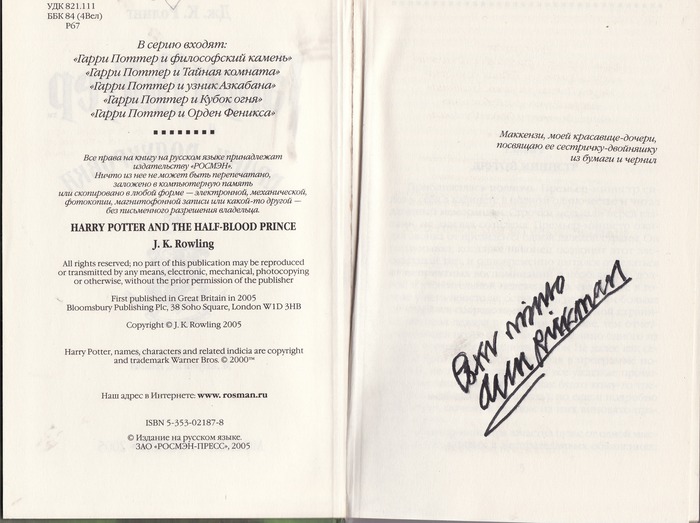 УДК 821.111
ББК 84 (4Вел)
Р67
В серию входят:
«Гарри Поттер и философский камень»
«Гарри Поттер и Тайная комната»
«Гарри Поттер и узник Азкабана»
«Гарри Поттер и Кубок огня»
«Гарри Поттер и Орден Феникса»
Все права на книгу на русском языке принадлежат
издательству «РОСМЭН».
Ничто из нее не может быть перепечатано,
заложено в компьютерную память
или скопировано в любой форме — электронной, механической,
фотокопии, магнитофонной записи или какой-то другой —
без письменного разрешения владельца.
HARRY POTTER AND THE HALF-BLOOD PRINCE
J. K. Rowling
All rights reserved; no part of this publication may be reproduced
or transmitted by any means, electronic, mechanical, photocopying
or otherwise, without the prior permission of the publisher
First published in Great Britain in 2005
Bloomsbury Publishing Plc, 38 Soho Square, London W1D 3HB
Copyright © J. K. Rowling 2005
Harry Potter, names, characters and related indicia are copyright
and trademark Warner Bros. © 2000™
Наш адрес в Интернете: www.rosman.ru
ISBN 5-353-02187-8
© Издание на русском языке.
ЗАО «РОСМЭН-ПРЕСС», 2005
Маккензи, моей красавице-дочери,
посвящаю ее сестричку-двойняшку
из бумаги и чернил
Best wishes
Alan Rickman